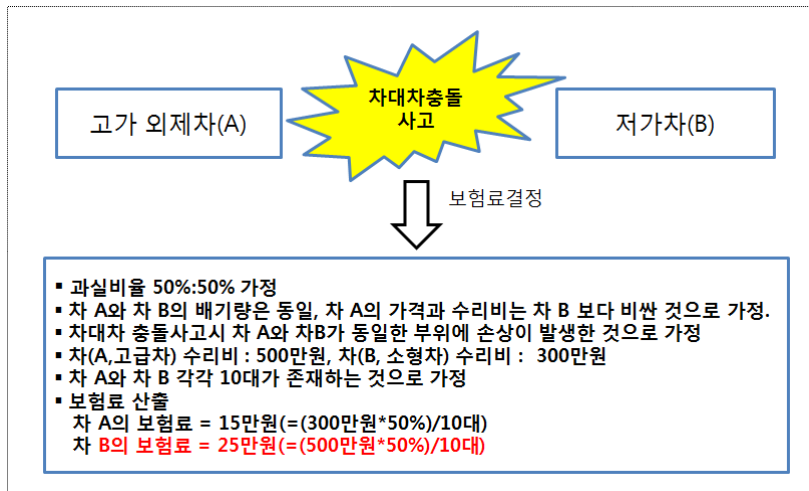 차대차충돌
사고
고가 외제차(A)
저가차(B)
보험료결정
▪ 과실비율 50%:50% 가정
▪ 차 A와 차 B의 배기량은 동일, 차 A의 가격과 수리비는 차 B 보다 비싼 것으로 가정.
▪ 차대차 충돌사고시 차 A와 차B가 동일한 부위에 손상이 발생한 것으로 가정
▪ 차(A,고급차) 수리비 : 500만원, 차(B, 소형차) 수리비 : 300만원
▪ 차 A와 차 B 각각 10대가 존재하는 것으로 가정
▪ 보험료 산출
차 A의 보험료 = 15만원(=(300만원*50%)/10대)
차 B의 보험료 = 25만원(=(500만원*50%)/10대)